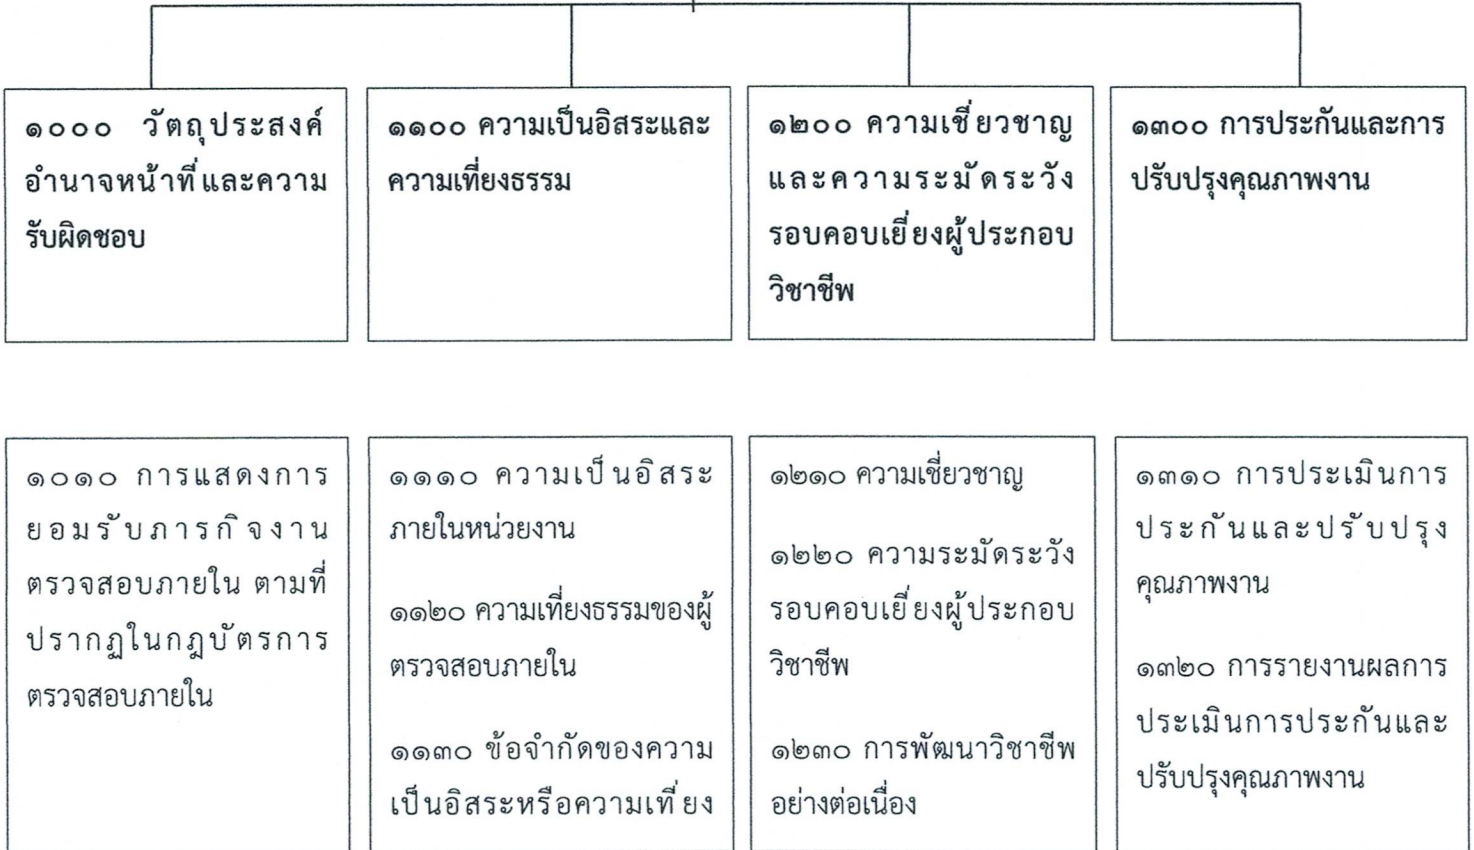 ๑๐๐๐ วัตถุประสงค์
อำนาจหน้าที่และความ
รับผิดชอบ
๑๑๐๐ ความเป็นอิสระและ
ความเที่ยงธรรม
๑๒๐๐ ความเชี่ยวชาญ
และความระมัดระวัง
รอบคอบเยี่ยงผู้ประกอบ
วิชาชีพ
๑๓๐๐ การประกันและการ
ปรับปรุงคุณภาพงาน
๑๐๑๐ การแสดงการ
ยอมรับภารกิจงาน
ตรวจสอบภายใน ตามที่
ปรากฏในกฎบัตรการ
ตรวจสอบภายใน
๑๑๑๐ ความเป็นอิสระ
ภายในหน่วยงาน
๑๑๒๐ ความเที่ยงธรรมของผู้
ตรวจสอบภายใน
๑๑๓๐ ข้อจำกัดของความ
เป็นอิสระหรือความเที่ยง
๑๒๑๐ ความเชี่ยวชาญ
๑๒๒๐ ความระมัดระวัง
รอบคอบเยี่ยงผู้ประกอบ
วิชาชีพ
๑๒๓๐ การพัฒนาวิชาชีพ
อย่างต่อเนื่อง
๑๓๑๐ การประเมินการ
ประกันและปรับปรุง
คุณภาพงาน
๑๓๒๐ การรายงานผลการ
ประเมินการประกันและ
ปรับปรุงคุณภาพงาน